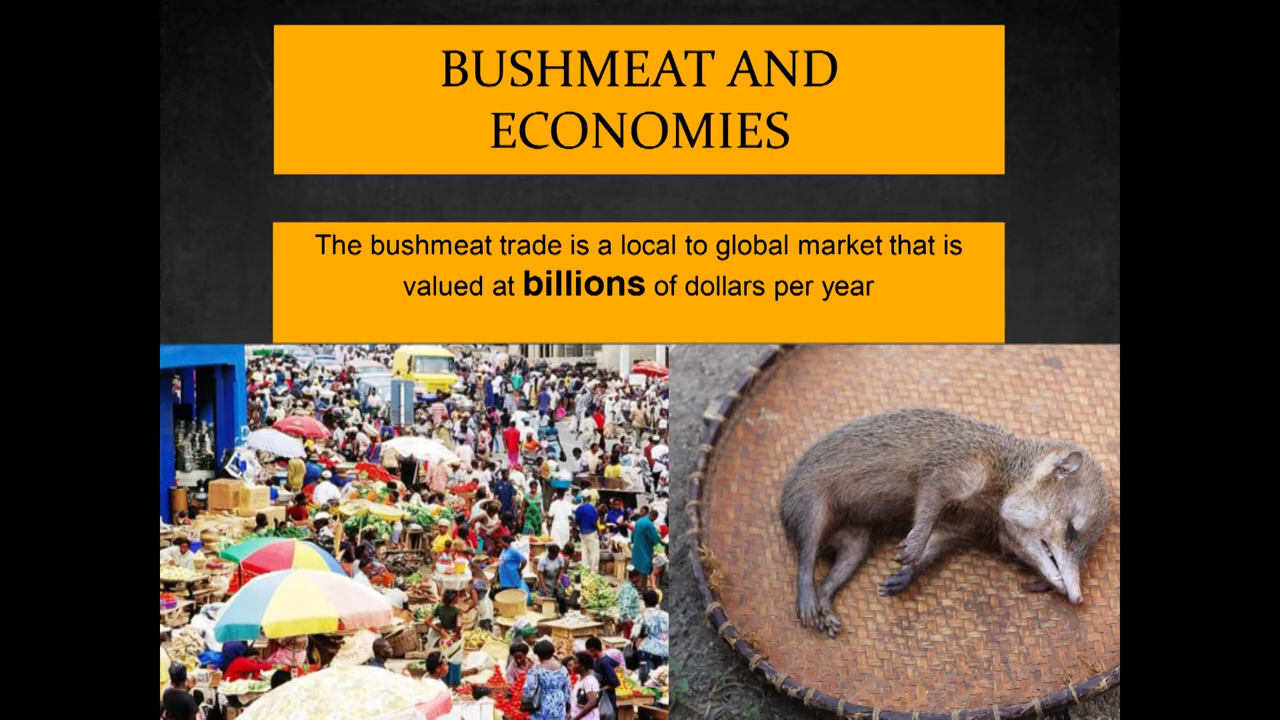 BUSHMEAT AND
ECONOMIES
The bushmeat trade is a local to global market that is
valued at billions of dollars per year